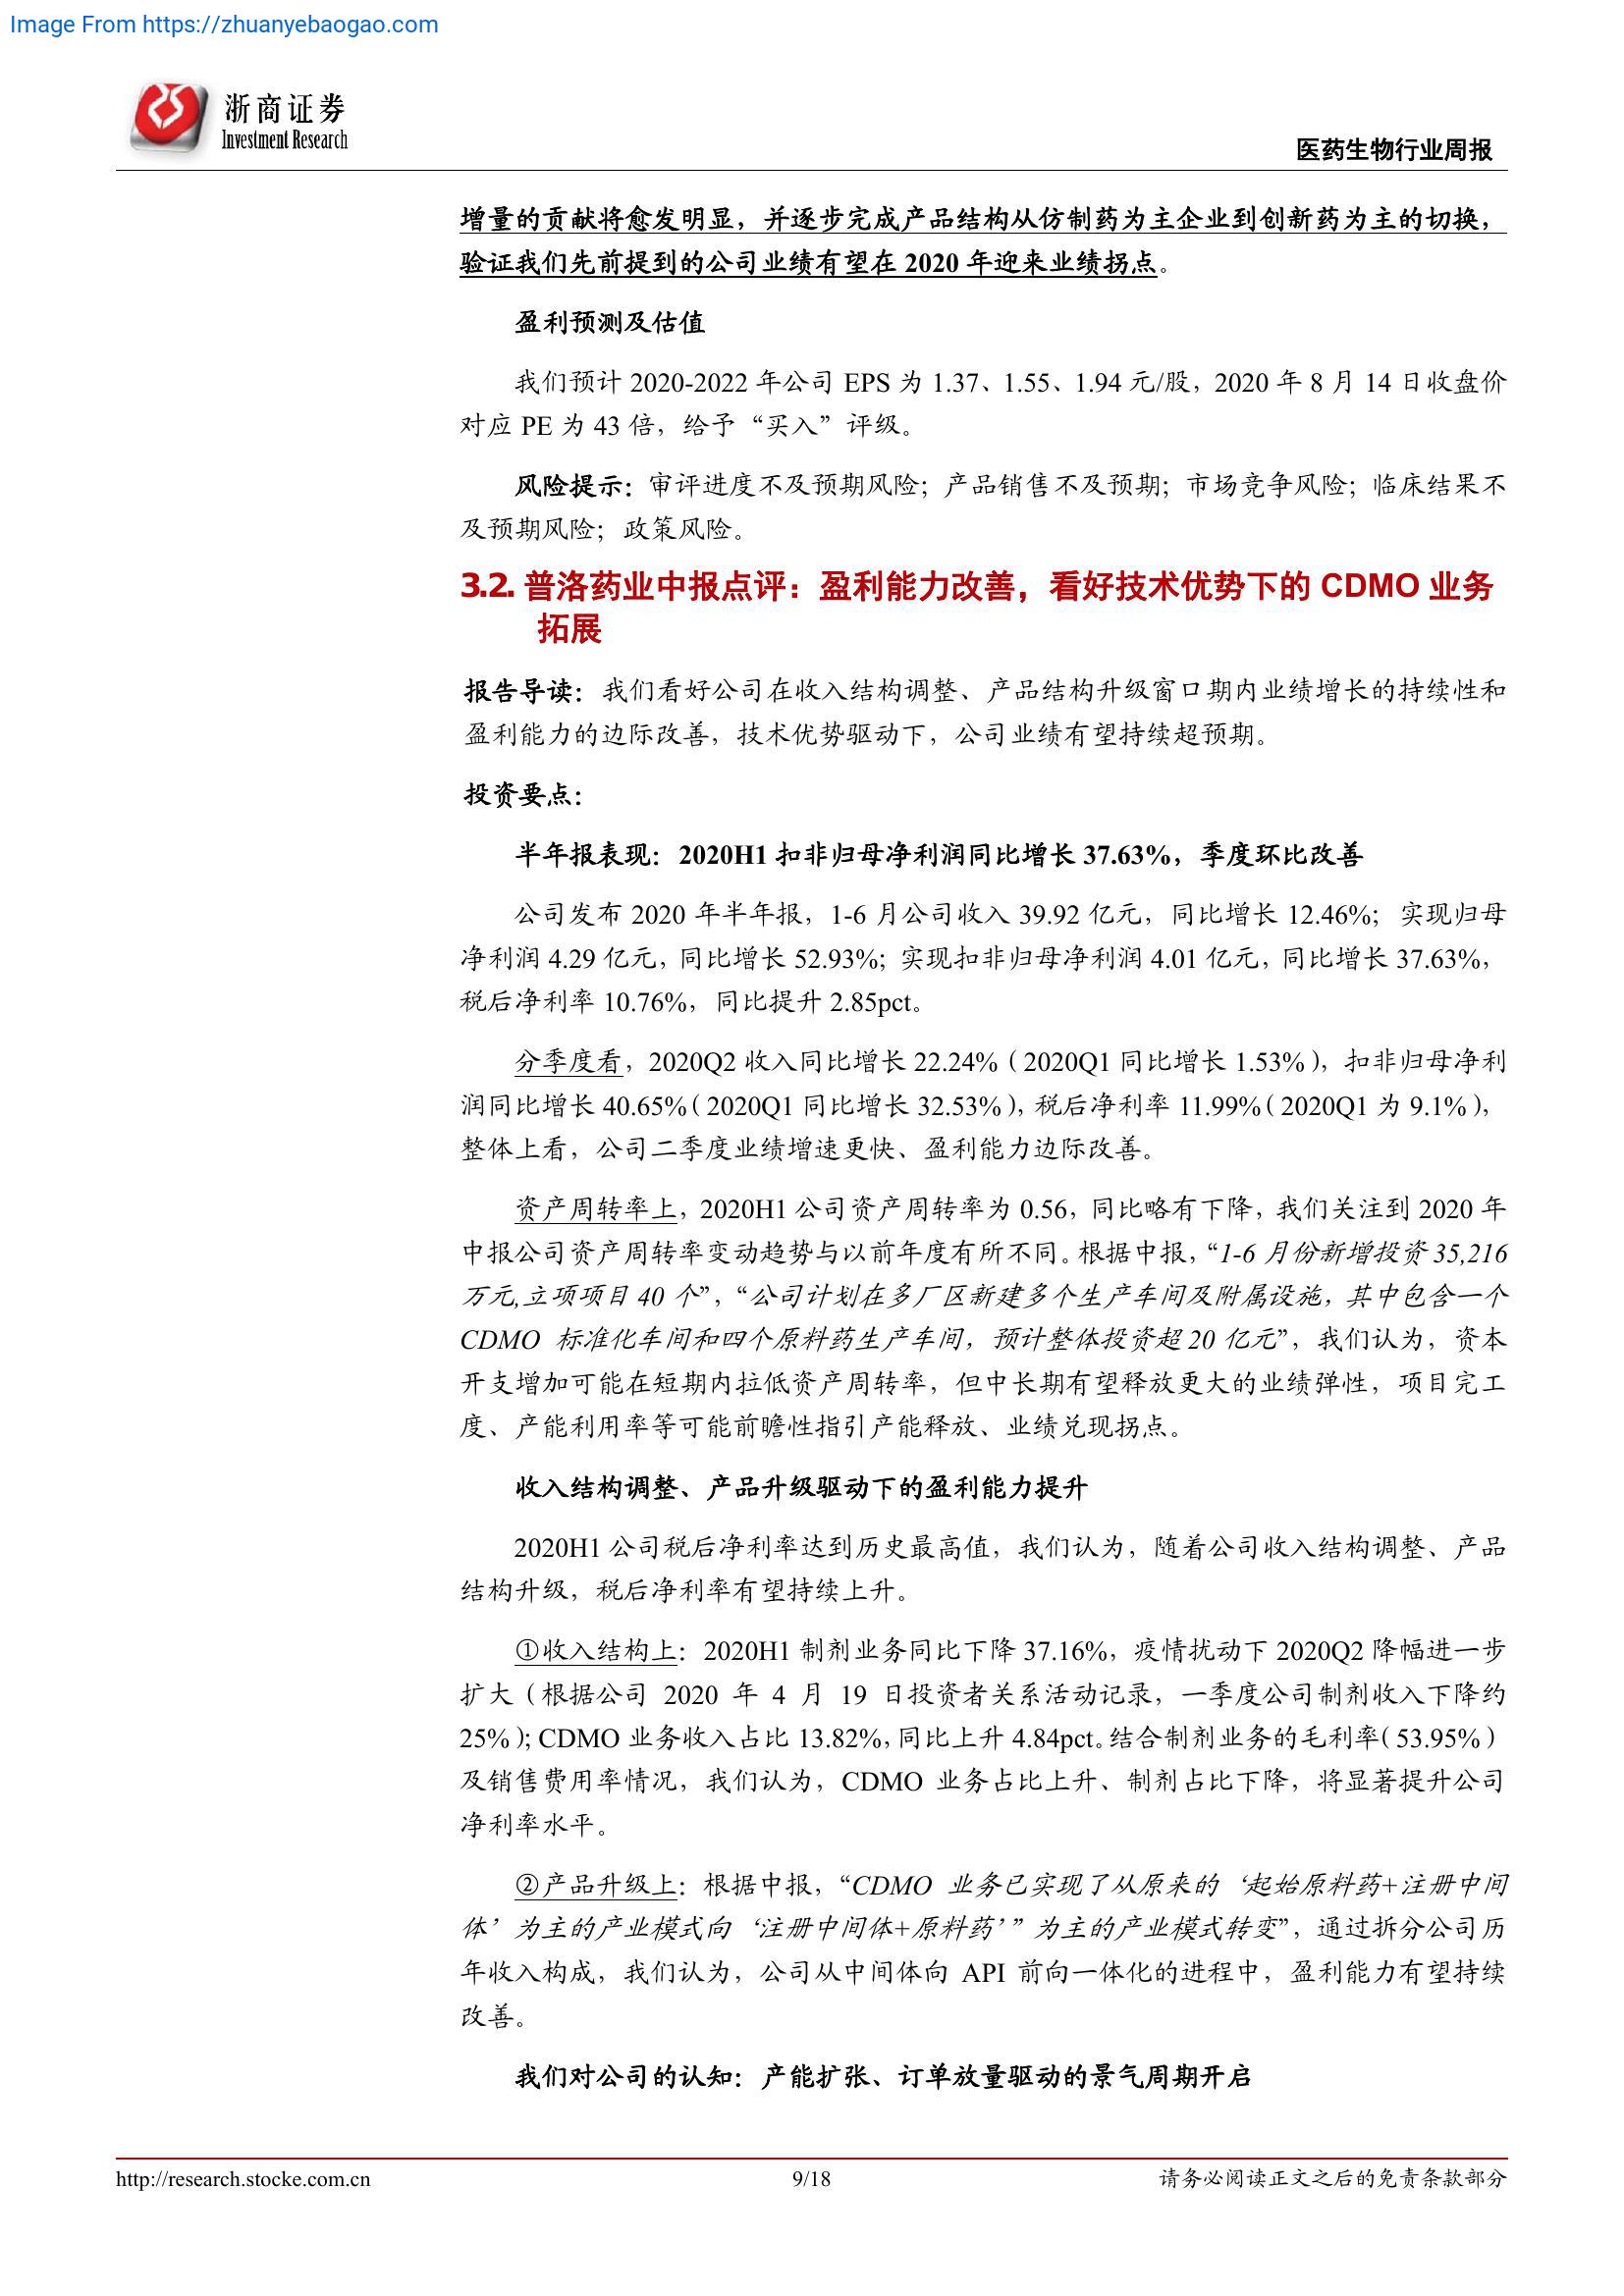 Image From https://zhuanyebaogao.com
浙商证券
Investment Research
医药生物行业周报
增量的贡献将愈发明显，并逐步完成产品结构从仿制药为主企业到创新药为主的切换，
验证我们先前提到的公司业绩有望在 2020 年迎来业绩拐点。
盈利预测及估值
我们预计 2020-2022 年公司 EPS 为 1.37、1.55、1.94 元/股，2020 年 8 月 14 日收盘价
对应 PE 为 43 倍，给予“买入”评级。
风险提示：审评进度不及预期风险；产品销售不及预期；市场竞争风险；临床结果不
及预期风险；政策风险。
3.2. 普洛药业中报点评：盈利能力改善，看好技术优势下的 CDMO 业务
拓展
报告导读：我们看好公司在收入结构调整、产品结构升级窗口期内业绩增长的持续性和
盈利能力的边际改善，技术优势驱动下，公司业绩有望持续超预期。
投资要点：
半年报表现：2020H1 扣非归母净利润同比增长 37.63%，季度环比改善
公司发布 2020 年半年报，1-6 月公司收入 39.92 亿元，同比增长 12.46%；实现归母
净利润 4.29 亿元，同比增长 52.93%；实现扣非归母净利润 4.01 亿元，同比增长 37.63%，
税后净利率 10.76%，同比提升 2.85pct。
分季度看，2020Q2 收入同比增长 22.24%（2020Q1 同比增长 1.53%），扣非归母净利
润同比增长 40.65%（2020Q1 同比增长 32.53%），税后净利率 11.99%（2020Q1 为 9.1%），
整体上看，公司二季度业绩增速更快、盈利能力边际改善。
资产周转率上，2020H1 公司资产周转率为 0.56，同比略有下降，我们关注到 2020 年
中报公司资产周转率变动趋势与以前年度有所不同。根据中报，“1-6 月份新增投资 35,216
万元,立项项目 40 个”，“公司计划在多厂区新建多个生产车间及附属设施，其中包含一个
CDMO 标准化车间和四个原料药生产车间，预计整体投资超 20 亿元”，我们认为，资本
开支增加可能在短期内拉低资产周转率，但中长期有望释放更大的业绩弹性，项目完工
度、产能利用率等可能前瞻性指引产能释放、业绩兑现拐点。
收入结构调整、产品升级驱动下的盈利能力提升
2020H1 公司税后净利率达到历史最高值，我们认为，随着公司收入结构调整、产品
结构升级，税后净利率有望持续上升。
①收入结构上：2020H1 制剂业务同比下降 37.16%，疫情扰动下 2020Q2 降幅进一步
扩大（根据公司 2020 年 4 月 19 日投资者关系活动记录，一季度公司制剂收入下降约
25%）；CDMO 业务收入占比 13.82%，同比上升 4.84pct。结合制剂业务的毛利率（53.95%）
及销售费用率情况，我们认为，CDMO 业务占比上升、制剂占比下降，将显著提升公司
净利率水平。
②产品升级上：根据中报，“CDMO 业务已实现了从原来的‘起始原料药+注册中间
体’为主的产业模式向‘注册中间体+原料药’”为主的产业模式转变”，通过拆分公司历
年收入构成，我们认为，公司从中间体向 API 前向一体化的进程中，盈利能力有望持续
改善。
我们对公司的认知：产能扩张、订单放量驱动的景气周期开启
http://research.stocke.com.cn
9/18
请务必阅读正文之后的免责条款部分